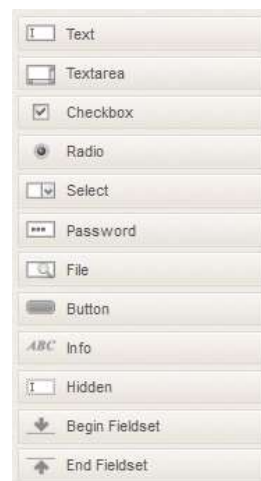 Text
Textarea
Checkbox
Radio
Select
Password
File
Button
ABC Info
Hidden
Begin Fieldset
End Fieldset